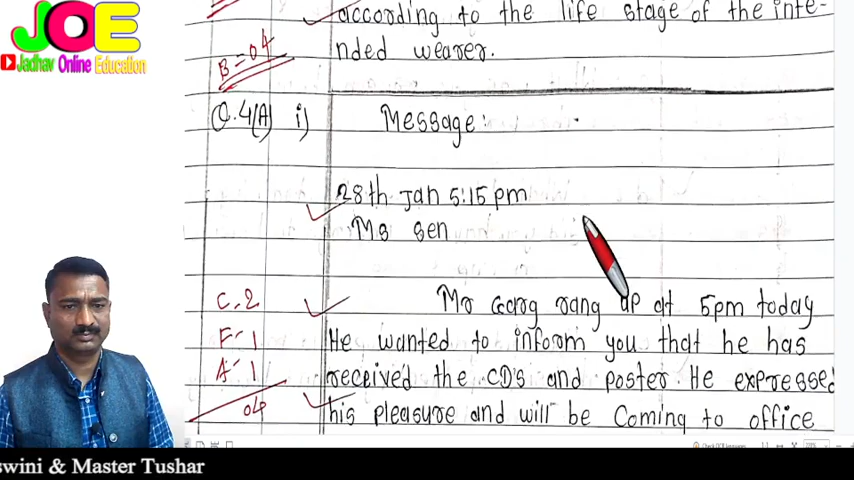 according to the life stage of the inte-
nded wearer.
JOE
Jadhav Online Education
B=04
Q.4(A) i) Message:
28th Jan 5:15 pm
Ms sen
C-2 Mr Garg rang up at 5pm today
F-1 He wanted to inform you that he has
A-1 received the CD's and poster. He expressed
04 his pleasure and will be coming to office
swini & Master Tushar